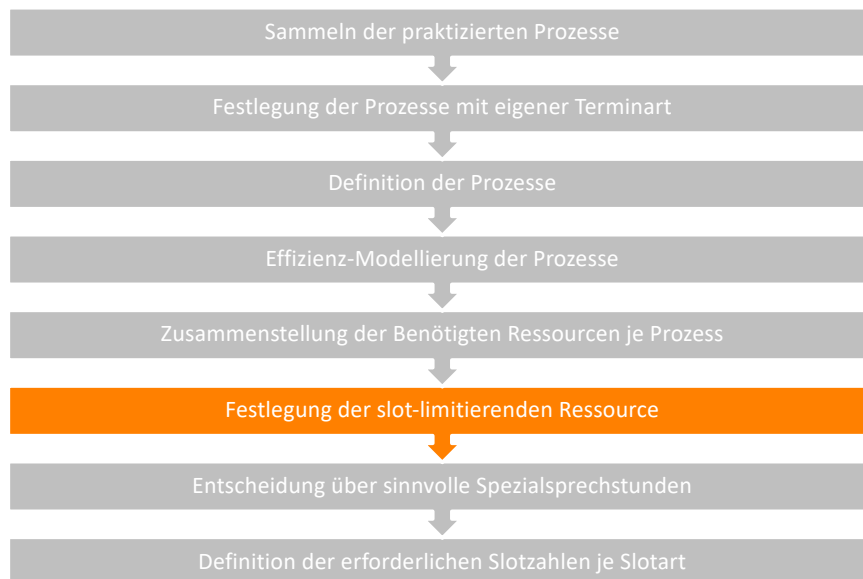 Sammeln der praktizierten Prozesse
Festlegung der Prozesse mit eigener Terminart
Definition der Prozesse
Effizienz-Modellierung der Prozesse
Zusammenstellung der Benötigten Ressourcen je Prozess
Festlegung der slot-limitierenden Ressource
Entscheidung über sinnvolle Spezialsprechstunden
Definition der erforderlichen Slotzahlen je Slotart